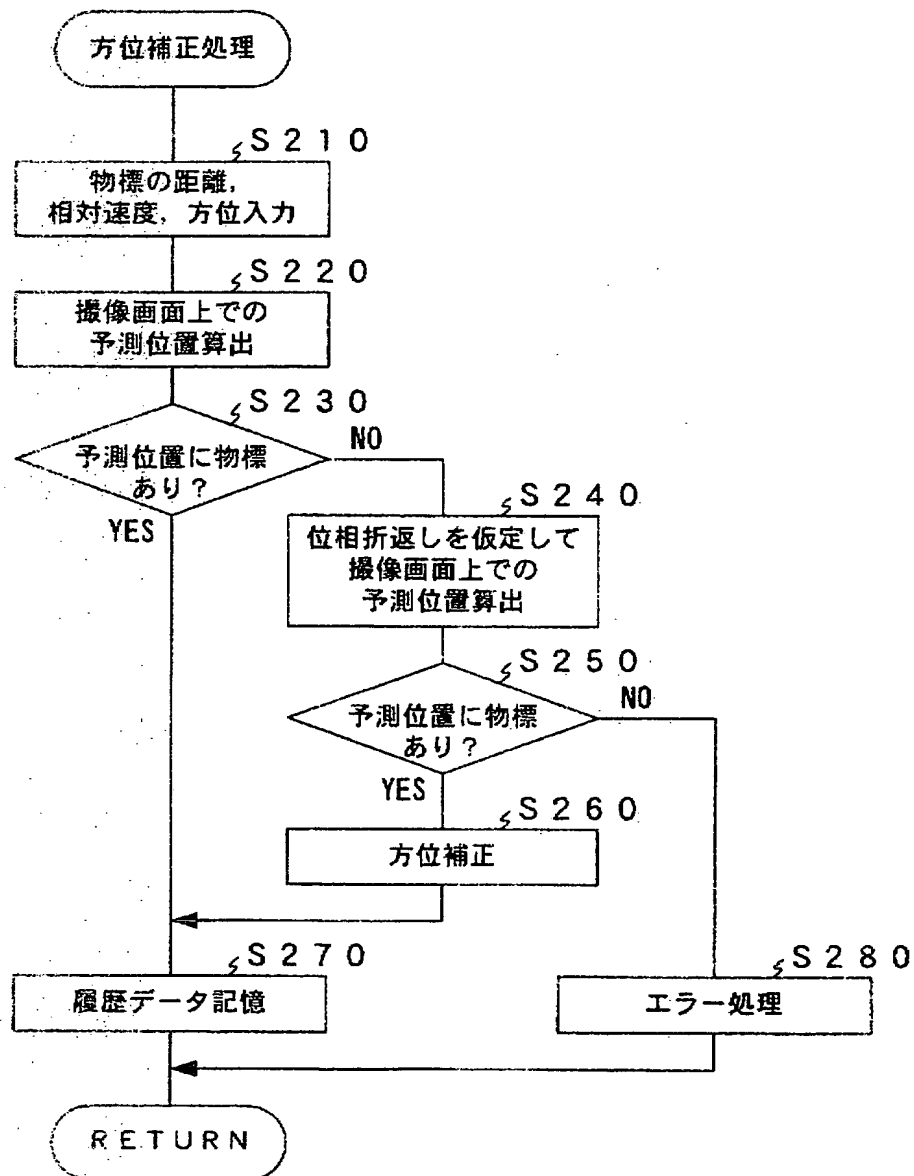 方位補正処理
S210
物標の距離,
相対速度, 方位入力
S220
撮像画面上での
予測位置算出
S230
予測位置に物標
あり?
NO
YES
S240
位相折返しを仮定して
撮像画面上での
予測位置算出
S250
予測位置に物標
あり?
NO
YES
S260
方位補正
S270
履歴データ記憶
S280
エラー処理
RETURN